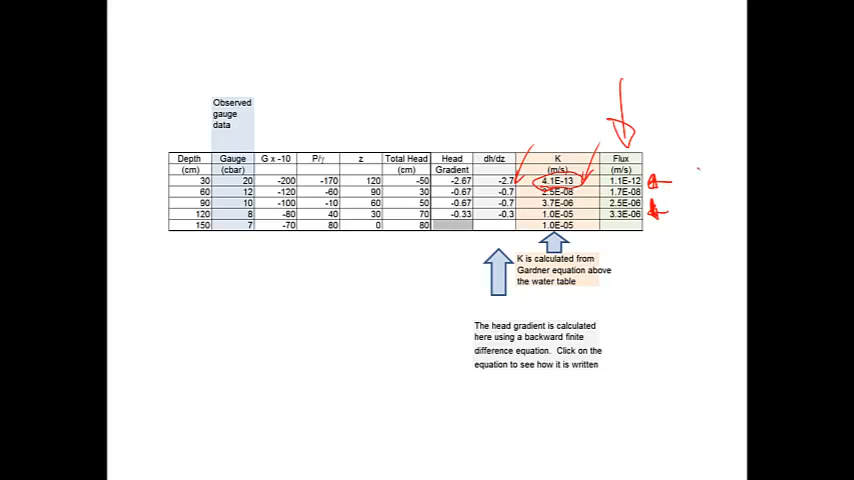 Observed
gauge
data
Depth Gauge G x -10 P/γ z Total Head Head dh/dz K Flux
(cm) (cbar) (cm) Gradient (m/s) (m/s)
30 20 -200 -170 120 -50 -2.67 -2.7 4.1E-13 1.1E-12
60 12 -120 -60 90 30 -0.67 -0.7 2.5E-08 1.7E-08
90 10 -100 -10 60 50 -0.67 -0.7 3.7E-06 2.5E-06
120 8 -80 40 30 70 -0.33 -0.3 1.0E-05 3.3E-06
150 7 -70 80 0 80 1.0E-05
K is calculated from
Gardner equation above
the water table
The head gradient is calculated
here using a backward finite
difference equation. Click on the
equation to see how it is written